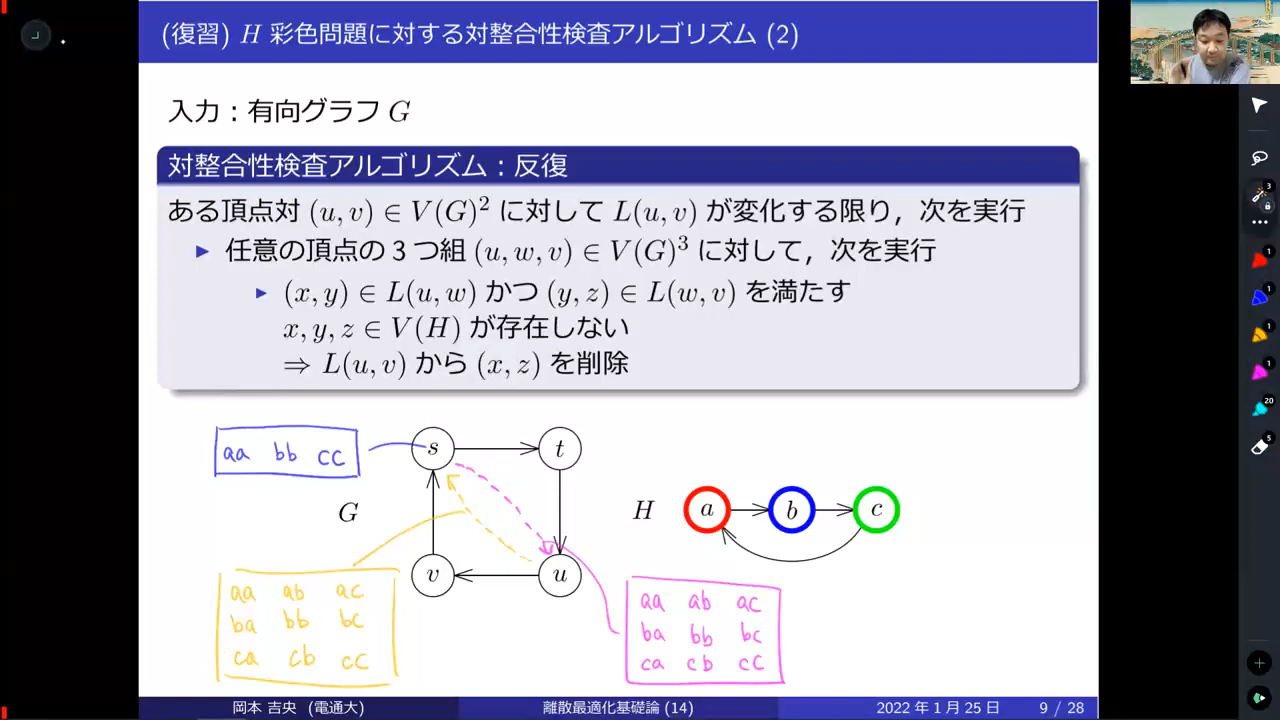 (復習) H 彩色問題に対する対整合性検査アルゴリズム (2)
入力：有向グラフ G
対整合性検査アルゴリズム：反復
ある頂点対 (u, v) ∈ V(G)² に対して L(u, v) が変化する限り，次を実行
任意の頂点の 3 つ組 (u, w, v) ∈ V(G)³ に対して，次を実行
(x, y) ∈ L(u, w) かつ (y, z) ∈ L(w, v) を満たす
x, y, z ∈ V(H) が存在しない
⇒ L(u, v) から (x, z) を削除
aa bb cc
s
t
G
v
u
H
a
b
c
aa ab ac
ba bb bc
ca cb cc
aa ab ac
ba bb bc
ca cb cc
岡本 吉央 (電通大)
離散最適化基礎論 (14)
2022 年 1 月 25 日
9 / 28
3
1
1
1
1
20
5